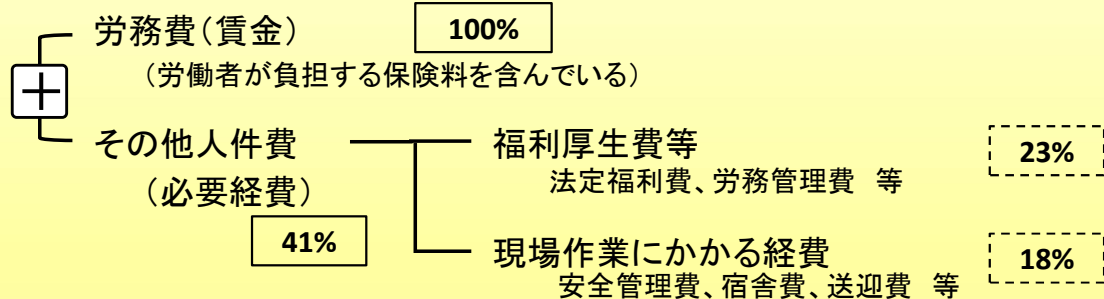 労務費（賃金） 100%
（労働者が負担する保険料を含んでいる）
＋
その他人件費
（必要経費）
41%
福利厚生費等 23%
法定福利費、労務管理費　等
現場作業にかかる経費 18%
安全管理費、宿舎費、送迎費　等